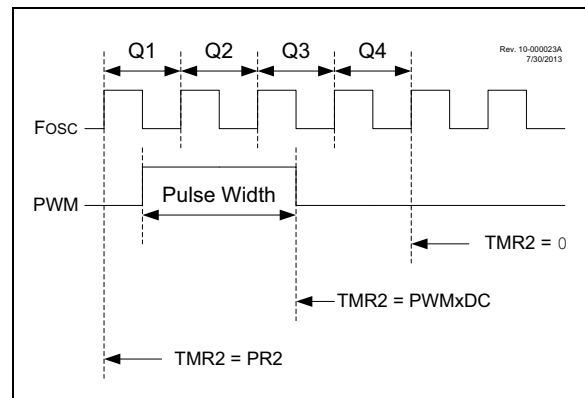 Q1 Q2 Q3 Q4
Rev. 10-000023A
7/30/2013
FOSC
PWM
Pulse Width
TMR2 = 0
TMR2 = PWMxDC
TMR2 = PR2